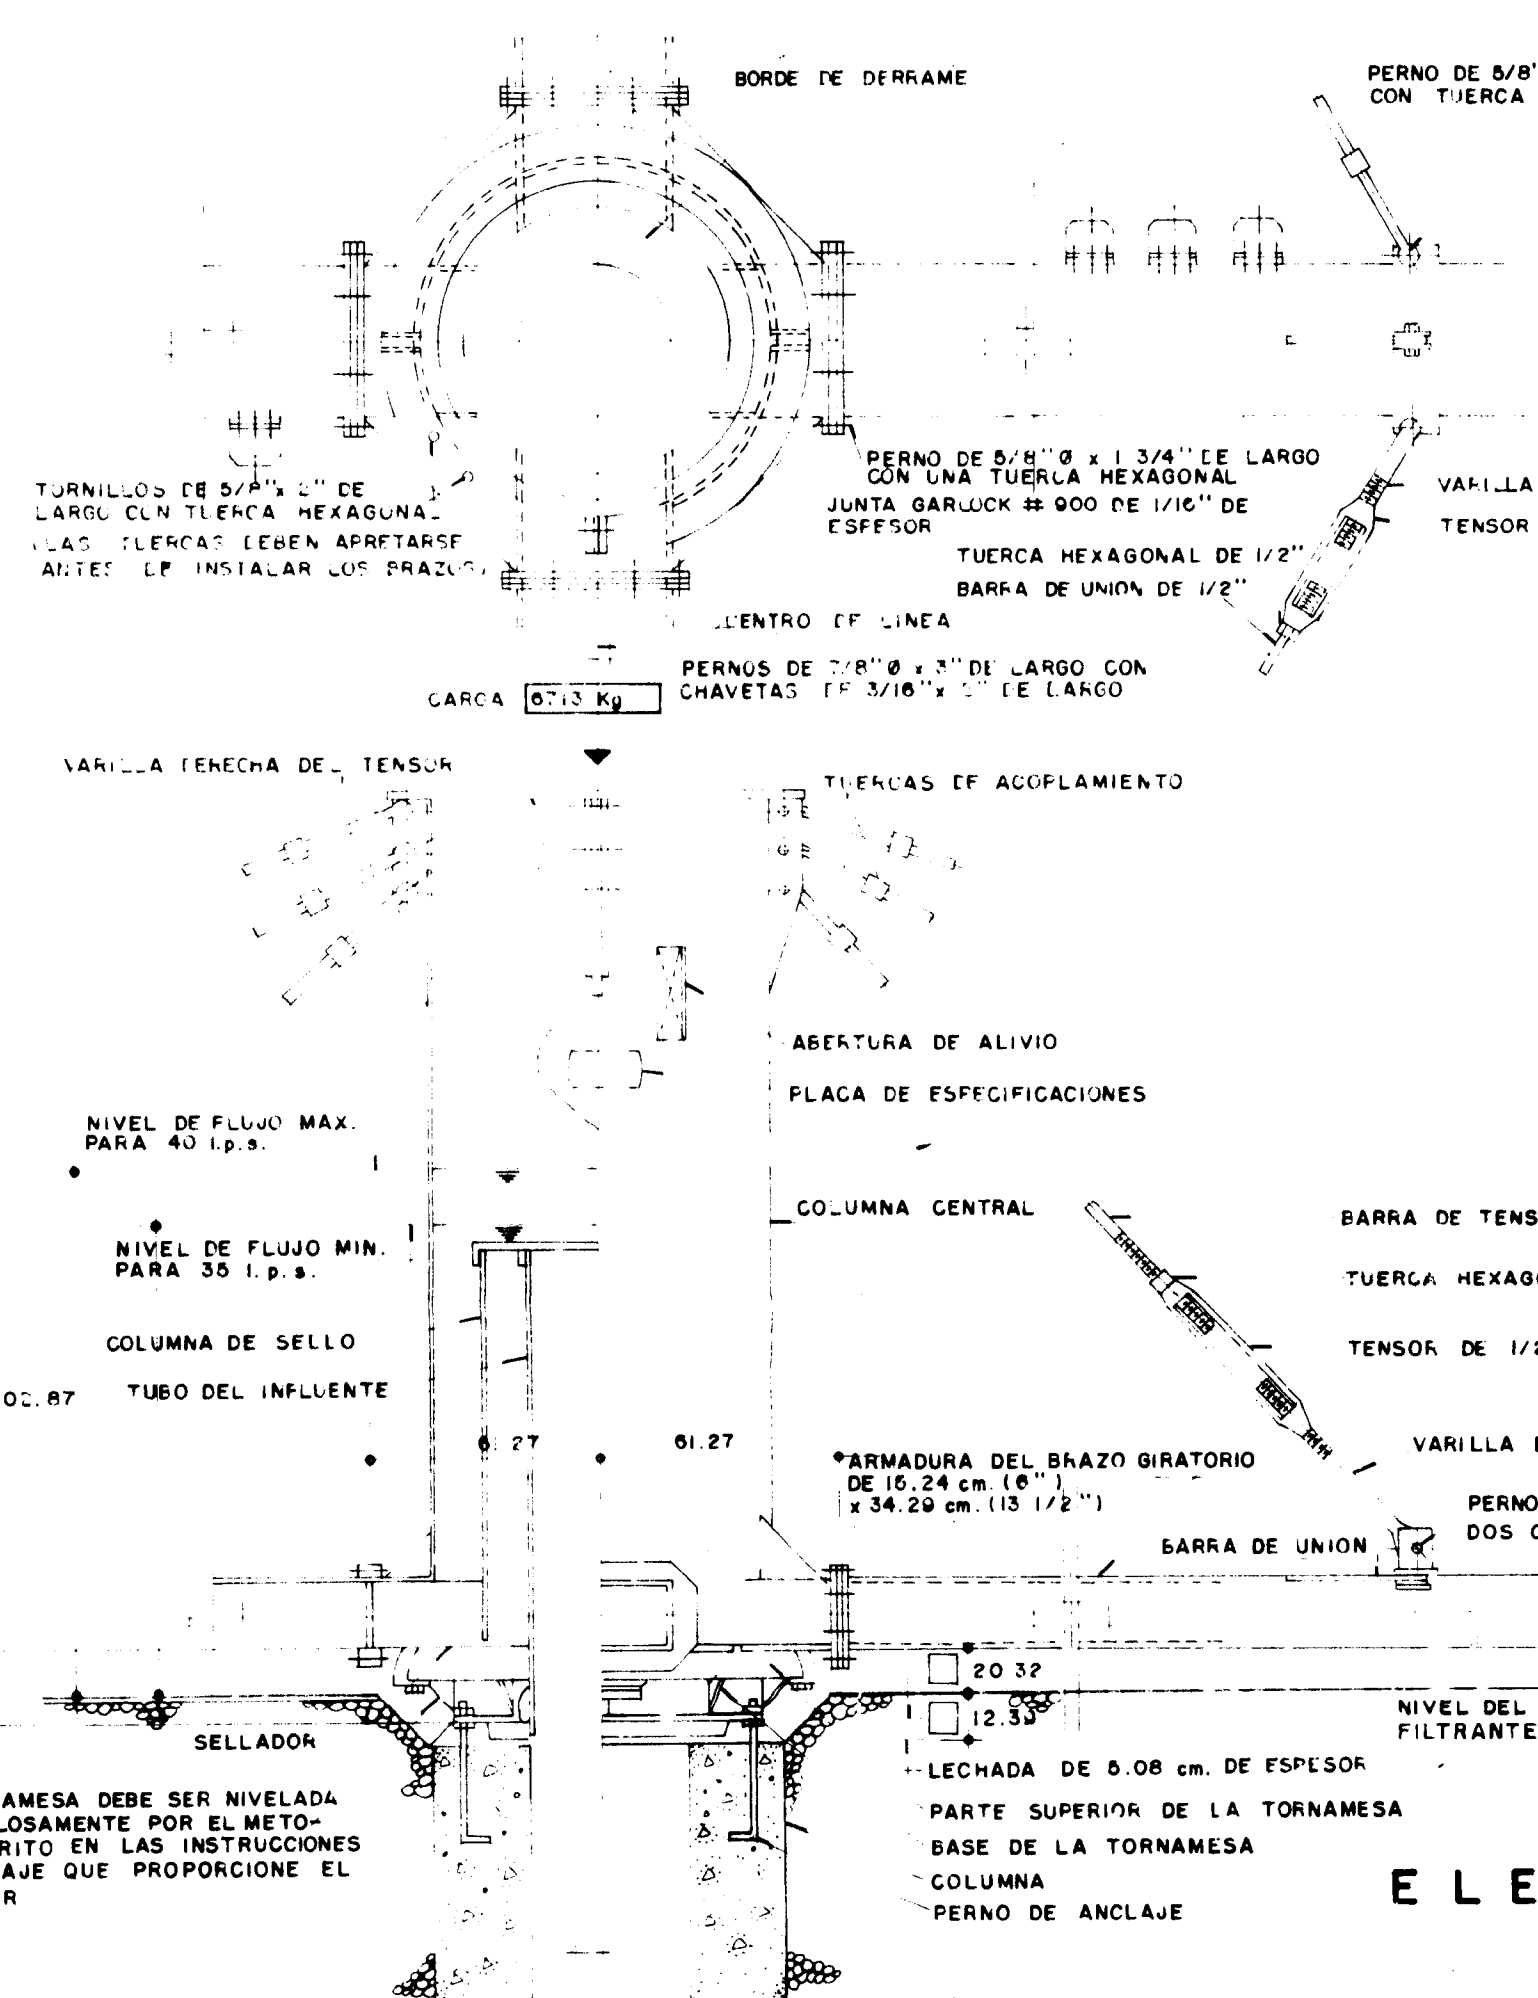 BORDE DE DERRAME
PERNO DE 5/8"
CON TUERCA
PERNO DE 5/8"Ø x 1 3/4" DE LARGO
CON UNA TUERCA HEXAGONAL
JUNTA GARLOCK # 900 DE 1/16" DE
ESPESOR
TORNILLOS DE 5/8"x 2" DE
LARGO CON TUERCA HEXAGONAL
(LAS TUERCAS DEBEN APRETARSE
ANTES DE INSTALAR LOS BRAZOS)
VARILLA
TENSOR
TUERCA HEXAGONAL DE 1/2"
BARRA DE UNION DE 1/2"
CENTRO DE LINEA
PERNOS DE 7/8"Ø x 3" DE LARGO CON
CHAVETAS DE 3/16"x 2" DE LARGO
CARGA 6713 Kg
VARILLA DERECHA DEL TENSOR
TUERCAS DE ACOPLAMIENTO
ABERTURA DE ALIVIO
PLACA DE ESPECIFICACIONES
NIVEL DE FLUJO MAX.
PARA 40 l.p.s.
COLUMNA CENTRAL
BARRA DE TENS
NIVEL DE FLUJO MIN.
PARA 35 l.p.s.
TUERCA HEXAG
COLUMNA DE SELLO
TENSOR DE 1/2
02.87 TUBO DEL INFLUENTE
61.27 61.27
ARMADURA DEL BRAZO GIRATORIO
DE 15.24 cm. (6")
x 34.29 cm. (13 1/2")
VARILLA
PERNO
DOS
BARRA DE UNION
20 32
12.39
NIVEL DEL
FILTRANTE
SELLADOR
LECHADA DE 5.08 cm. DE ESPESOR
PARTE SUPERIOR DE LA TORNAMESA
BASE DE LA TORNAMESA
COLUMNA
PERNO DE ANCLAJE
AMESA DEBE SER NIVELADA
LOSAMENTE POR EL METO-
RITO EN LAS INSTRUCCIONES
AJE QUE PROPORCIONE EL
R
ELE